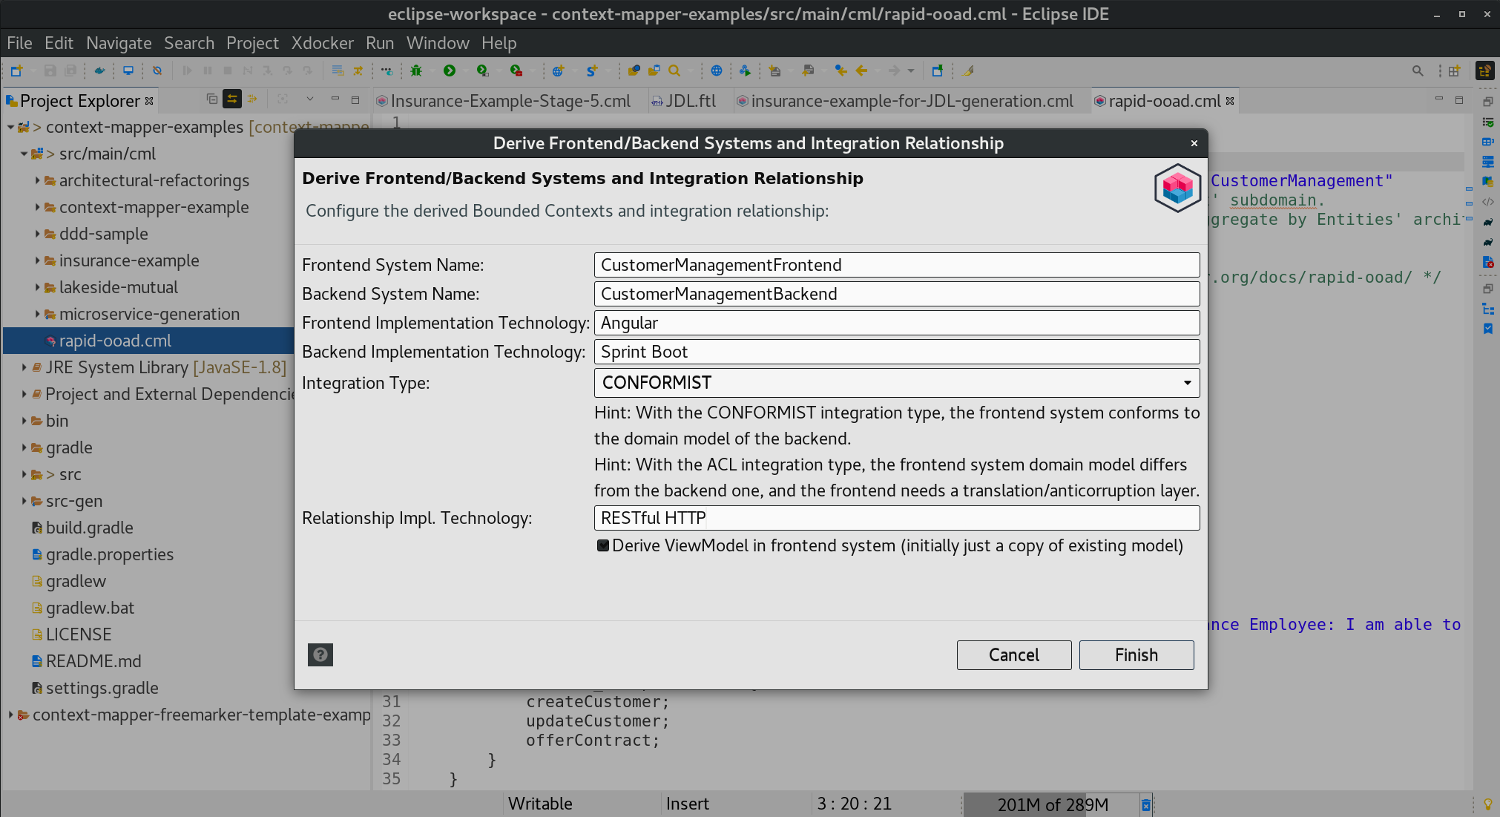 eclipse-workspace - context-mapper-examples/src/main/cml/rapid-ooad.cml - Eclipse IDE
File Edit Navigate Search Project Xdocker Run Window Help
Project Explorer
Insurance-Example-Stage-5.cml
JDL.ftl
insurance-example-for-JDL-generation.cml
rapid-ooad.cml
> context-mapper-examples [context-mappe
> src/main/cml
architectural-refactorings
context-mapper-example
ddd-sample
insurance-example
lakeside-mutual
microservice-generation
rapid-ooad.cml
JRE System Library [JavaSE-1.8]
Project and External Dependencie
bin
gradle
> src
src-gen
build.gradle
gradle.properties
gradlew
gradlew.bat
LICENSE
README.md
settings.gradle
context-mapper-freemarker-template-examp
1
CustomerManagement"
' subdomain.
ggregate by Entities' archi
r.org/docs/rapid-ooad/ */
nce Employee: I am able to
Derive Frontend/Backend Systems and Integration Relationship
Derive Frontend/Backend Systems and Integration Relationship
Configure the derived Bounded Contexts and integration relationship:
Frontend System Name: CustomerManagementFrontend
Backend System Name: CustomerManagementBackend
Frontend Implementation Technology: Angular
Backend Implementation Technology: Sprint Boot
Integration Type: CONFORMIST
Hint: With the CONFORMIST integration type, the frontend system conforms to
the domain model of the backend.
Hint: With the ACL integration type, the frontend system domain model differs
from the backend one, and the frontend needs a translation/anticorruption layer.
Relationship Impl. Technology: RESTful HTTP
Derive ViewModel in frontend system (initially just a copy of existing model)
Cancel Finish
31 createCustomer;
32 updateCustomer;
33 offerContract;
34 }
35 }
Writable Insert 3 : 20 : 21 201M of 289M